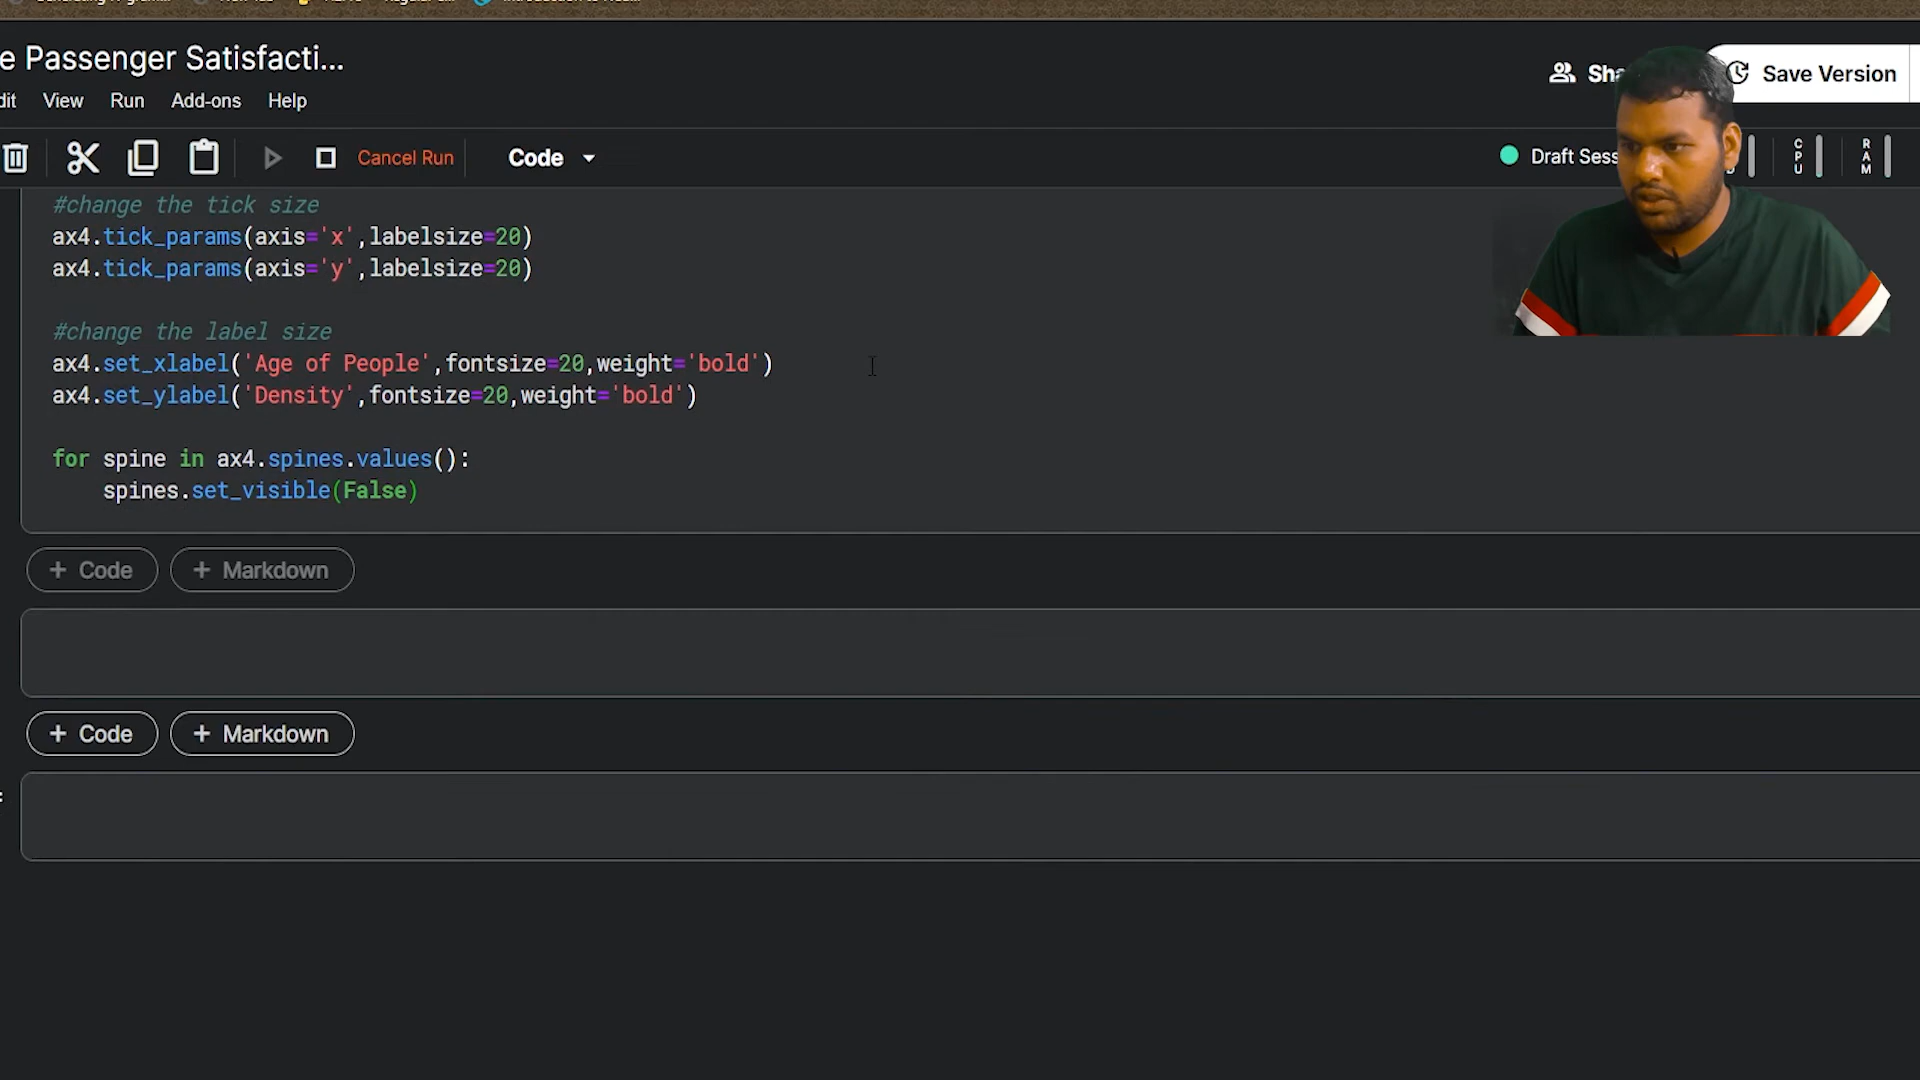 e Passenger Satisfacti...
Sha
Save Version
dit View Run Add-ons Help
Cancel Run
Code
Draft Sess
CPU
RAM
#change the tick size
ax4.tick_params(axis='x',labelsize=20)
ax4.tick_params(axis='y',labelsize=20)
#change the label size
ax4.set_xlabel('Age of People',fontsize=20,weight='bold')
ax4.set_ylabel('Density',fontsize=20,weight='bold')
for spine in ax4.spines.values():
    spines.set_visible(False)
+ Code + Markdown
+ Code + Markdown
: